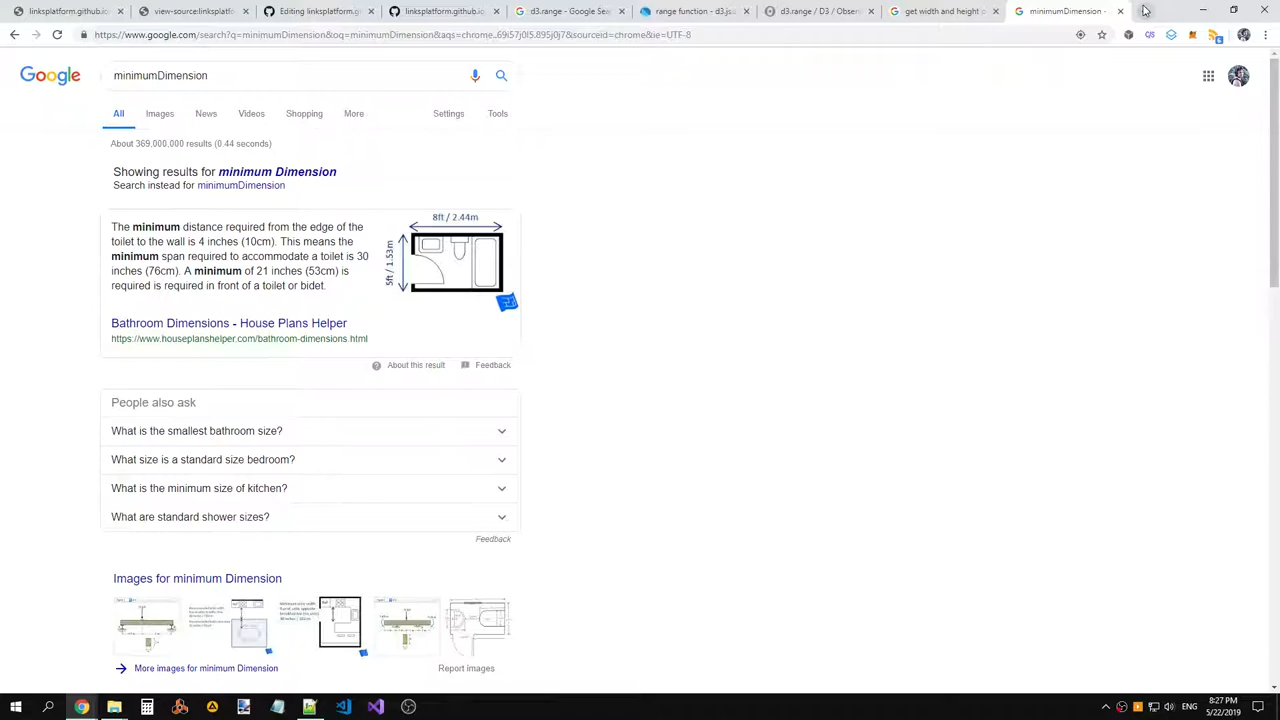 linksplatform.github.io
view-source:linksplatfo
Editing linksplatform.g
linksplatform.github.io
d3.range - Google Sea
range function - d3.js
d3.range / D3 / Obser
get width and height
minimumDimension -
https://www.google.com/search?q=minimumDimension&oq=minimumDimension&aqs=chrome..69i57j0l5.895j0j7&sourceid=chrome&ie=UTF-8
Google
minimumDimension
All
Images
News
Videos
Shopping
More
Settings
Tools
About 369,000,000 results (0.44 seconds)
Showing results for minimum Dimension
Search instead for minimumDimension
The minimum distance required from the edge of the
toilet to the wall is 4 inches (10cm). This means the
minimum span required to accommodate a toilet is 30
inches (76cm). A minimum of 21 inches (53cm) is
required is required in front of a toilet or bidet.
8ft / 2.44m
5ft / 1.53m
Bathroom Dimensions - House Plans Helper
https://www.houseplanshelper.com/bathroom-dimensions.html
About this result
Feedback
People also ask
What is the smallest bathroom size?
What size is a standard size bedroom?
What is the minimum size of kitchen?
What are standard shower sizes?
Feedback
Images for minimum Dimension
More images for minimum Dimension
Report images
ENG
8:27 PM
5/22/2019